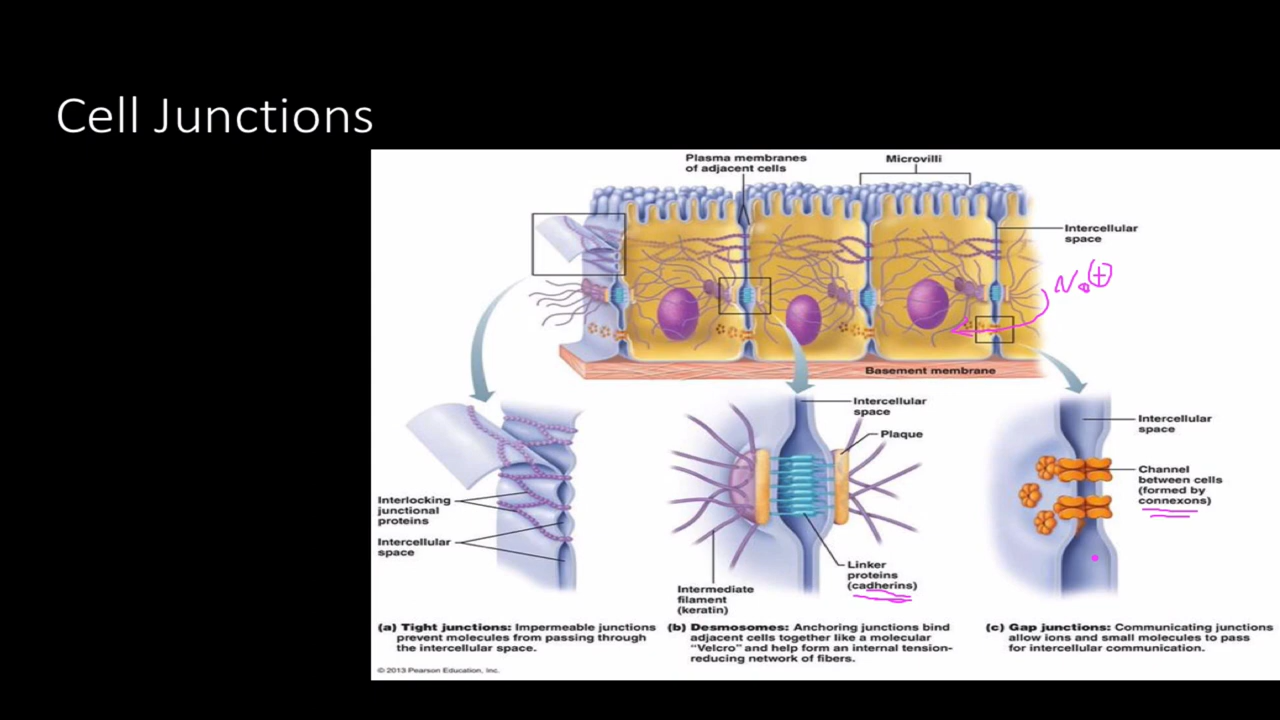 Cell Junctions
Plasma membranes
of adjacent cells
Microvilli
Intercellular
space
Na(+)
Basement membrane
Intercellular
space
Plaque
Intercellular
space
Channel
between cells
(formed by
connexons)
Interlocking
junctional
proteins
Intercellular
space
Linker
proteins
(cadherins)
Intermediate
filament
(keratin)
(a) Tight junctions: Impermeable junctions
prevent molecules from passing through
the intercellular space.
(b) Desmosomes: Anchoring junctions bind
adjacent cells together like a molecular
"Velcro" and help form an internal tension-
reducing network of fibers.
(c) Gap junctions: Communicating junctions
allow ions and small molecules to pass
for intercellular communication.
© 2013 Pearson Education, Inc.